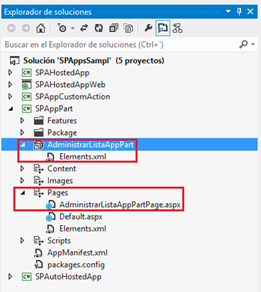 Explorador de soluciones
Buscar en el Explorador de soluciones (Ctrl+`)
Solución 'SPAppsSampl' (5 proyectos)
SPAHostedApp
SPAHostedAppWeb
SPAppCustomAction
SPAppPart
Features
Package
AdministrarListaAppPart
Elements.xml
Content
Images
Pages
AdministrarListaAppPartPage.aspx
Default.aspx
Elements.xml
Scripts
AppManifest.xml
packages.config
SPAutoHostedApp